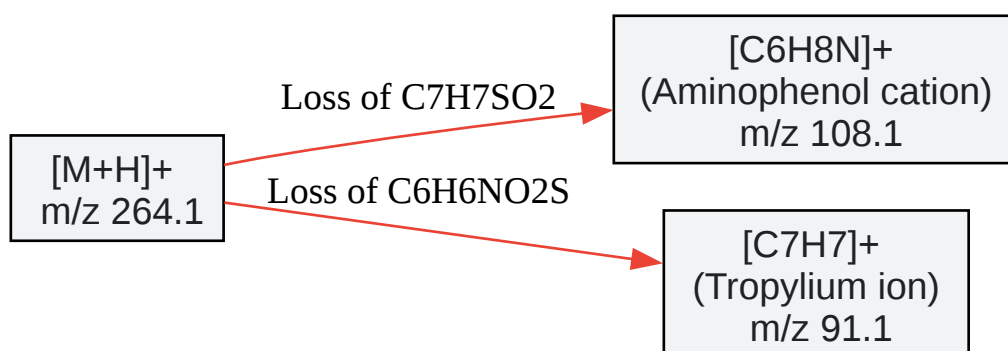 [C6H8N]+
(Aminophenol cation)
m/z 108.1
Loss of C7H7SO2
[M+H]+
m/z 264.1
Loss of C6H6NO2S
[C7H7]+
(Tropylium ion)
m/z 91.1